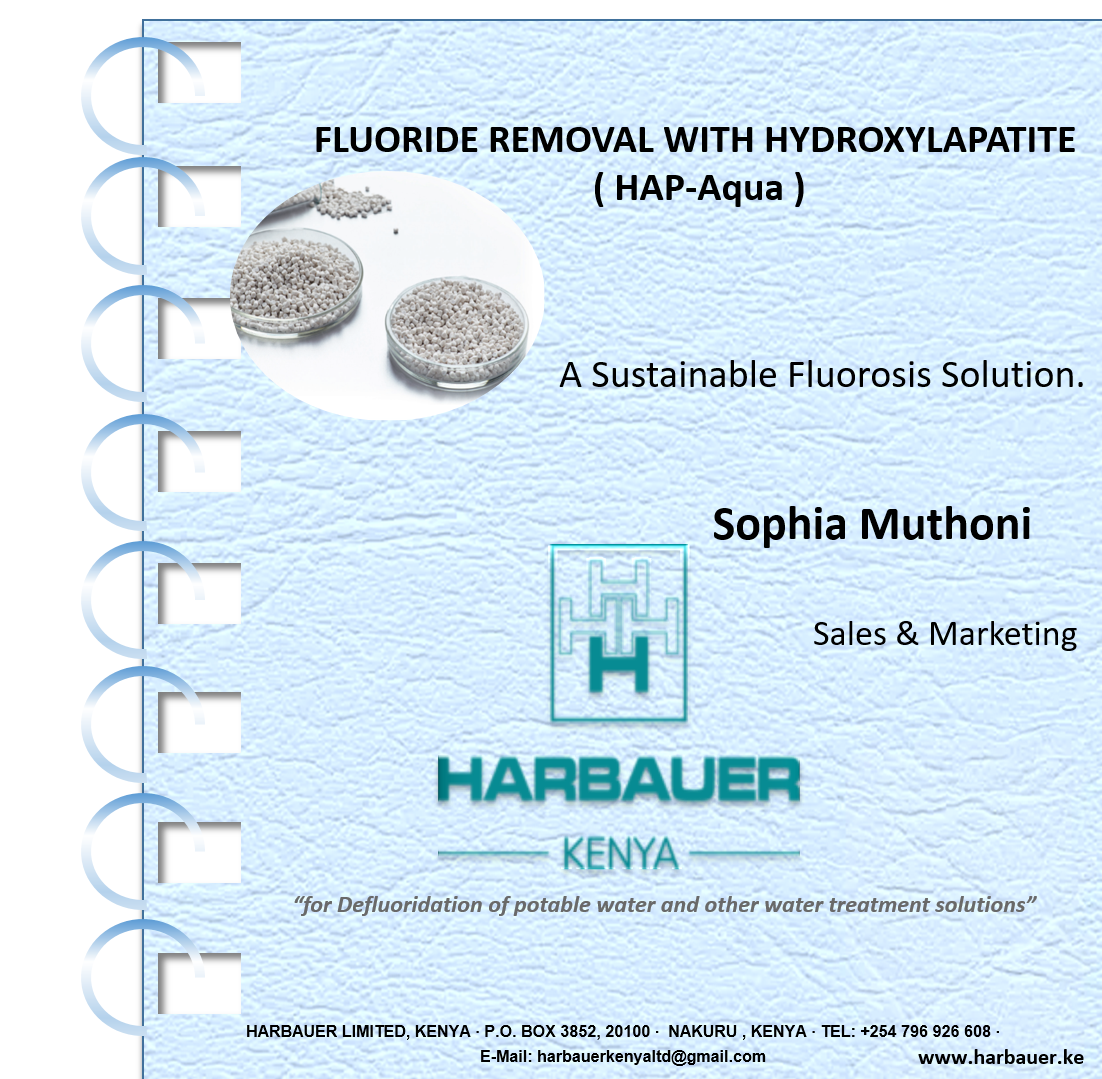 FLUORIDE REMOVAL WITH HYDROXYLAPATITE
( HAP-Aqua )
A Sustainable Fluorosis Solution.
Sophia Muthoni
Sales & Marketing
H
HARBAUER
KENYA
“for Defluoridation of potable water and other water treatment solutions”
HARBAUER LIMITED, KENYA · P.O. BOX 3852, 20100 · NAKURU , KENYA · TEL: +254 796 926 608 ·
E-Mail: harbauerkenyaltd@gmail.com www.harbauer.ke